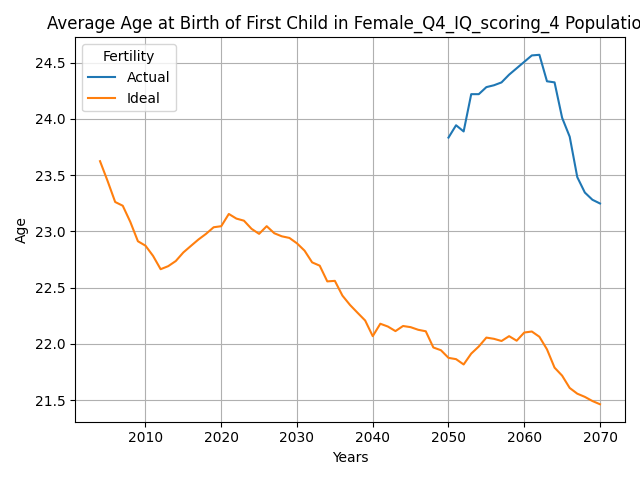 Average Age at Birth of First Child in Female_Q4_IQ_scoring_4 Populatio
Fertility
Actual
Ideal
24.5
24.0
23.5
23.0
22.5
22.0
21.5
Age
2010 2020 2030 2040 2050 2060 2070
Years